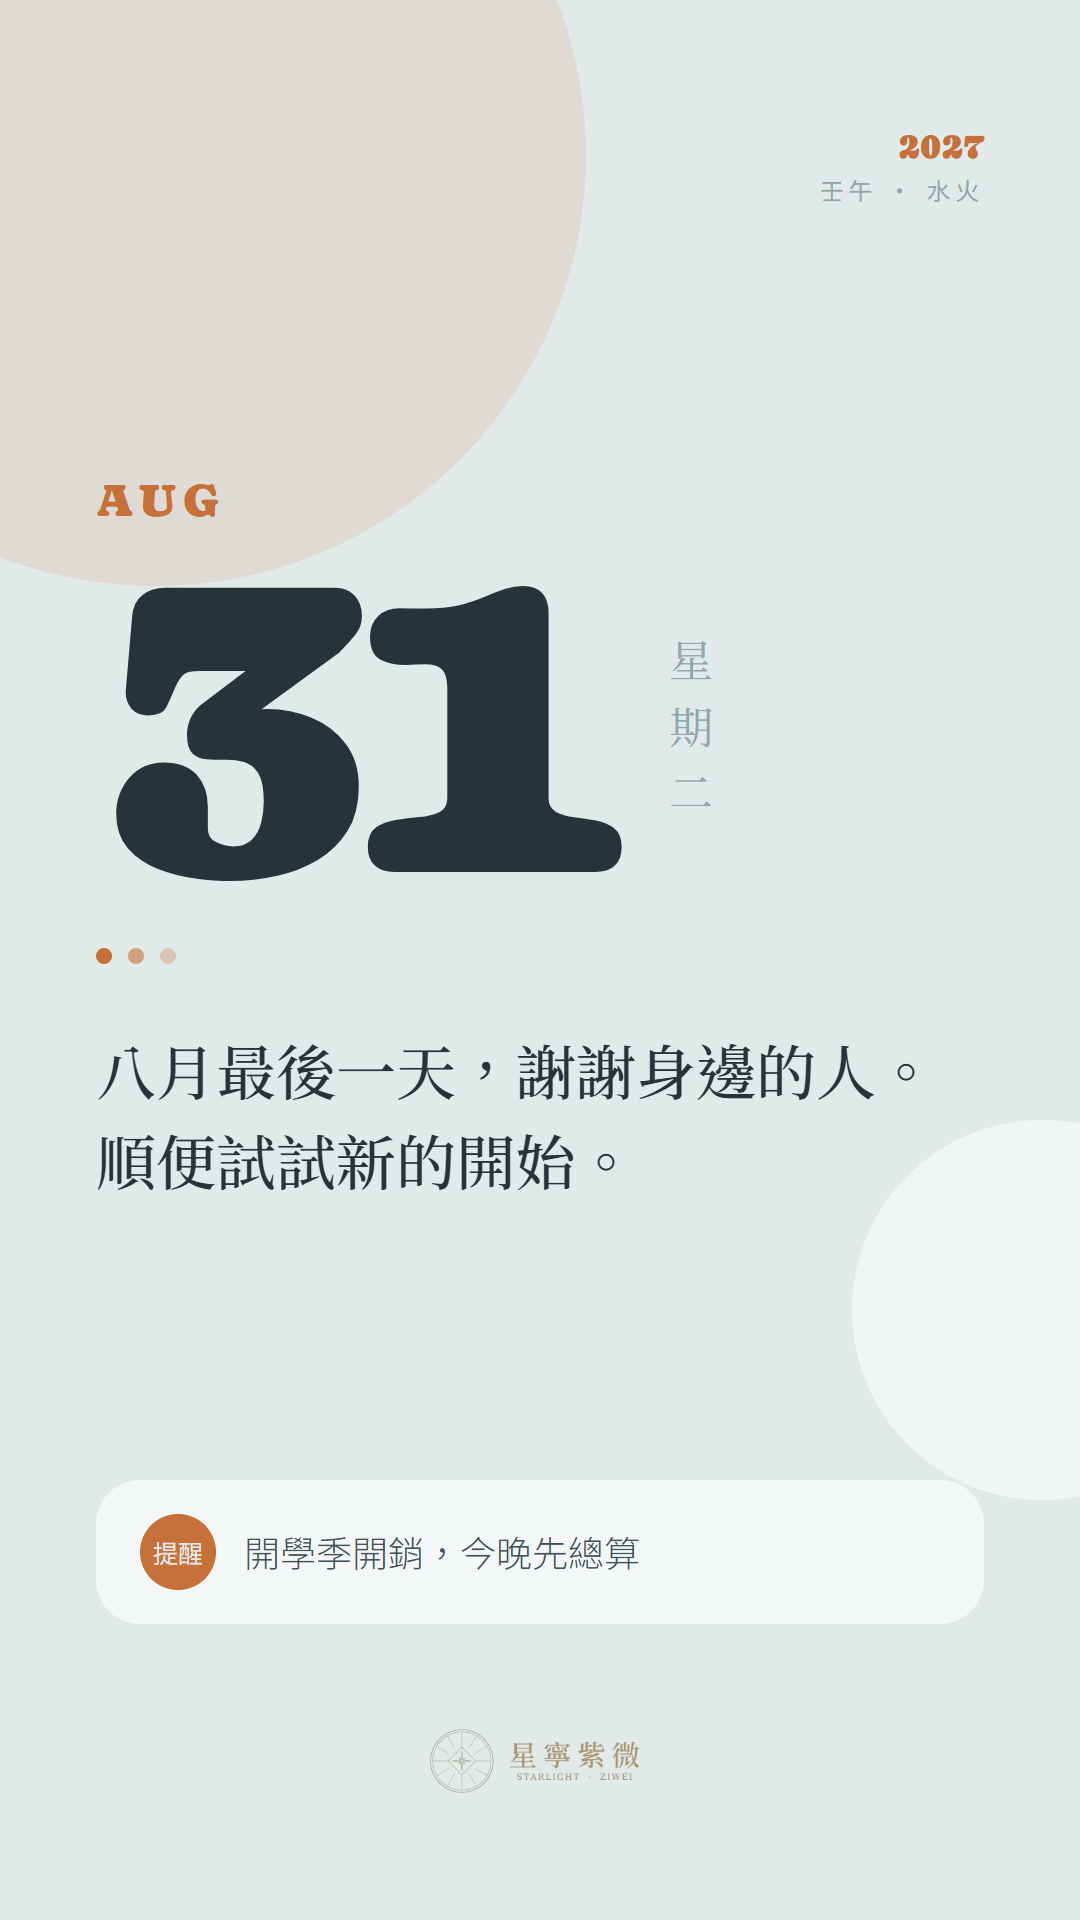 2027
壬午 · 水火
AUG
31
星期二
八月最後一天，謝謝身邊的人。
順便試試新的開始。
提醒
開學季開銷，今晚先總算
星寧紫微
STARLIGHT · ZIWEI